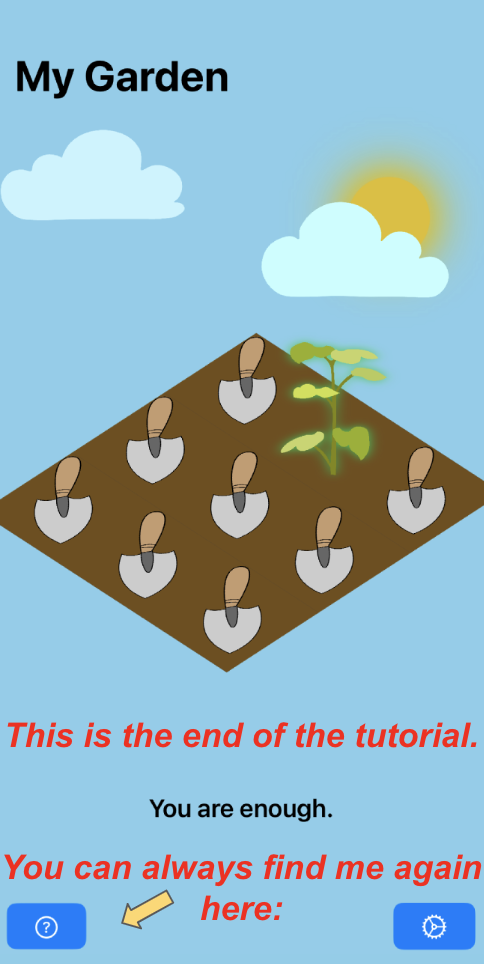 My Garden
This is the end of the tutorial.
You are enough.
You can always find me again
here:
?